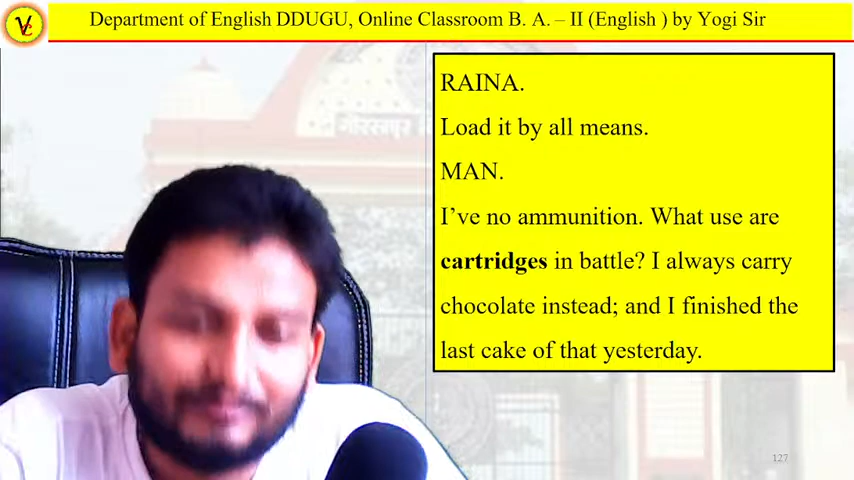 Department of English DDUGU, Online Classroom B. A. – II (English ) by Yogi Sir
RAINA.
Load it by all means.
MAN.
I’ve no ammunition. What use are
cartridges in battle? I always carry
chocolate instead; and I finished the
last cake of that yesterday.
127